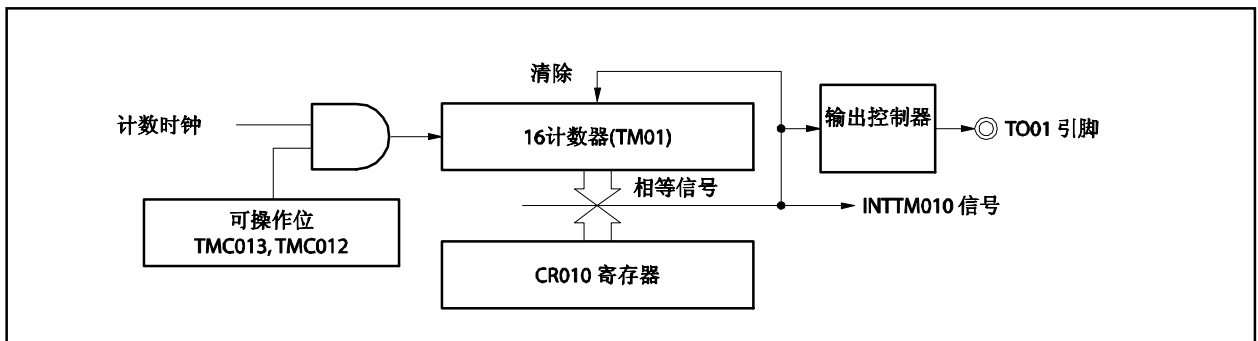 清除
计数时钟
16计数器(TM01)
输出控制器
TO01 引脚
相等信号
INTTM010 信号
可操作位
TMC013, TMC012
CR010 寄存器